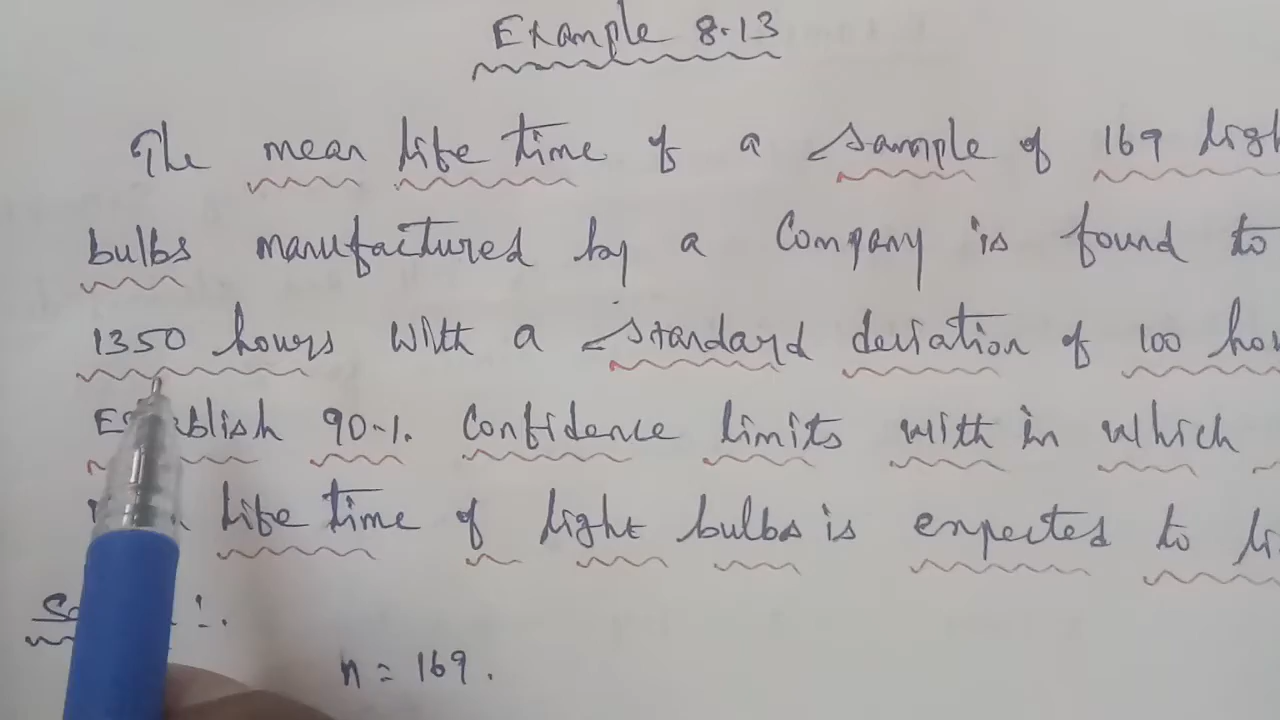 Example 8.13
The mean life time of a sample of 169
bulbs manufactured by a Company is found to
1350 hours with a standard deviation of 100
90%. Confidence limits with in which
life time of light bulbs is expected to
n = 169.